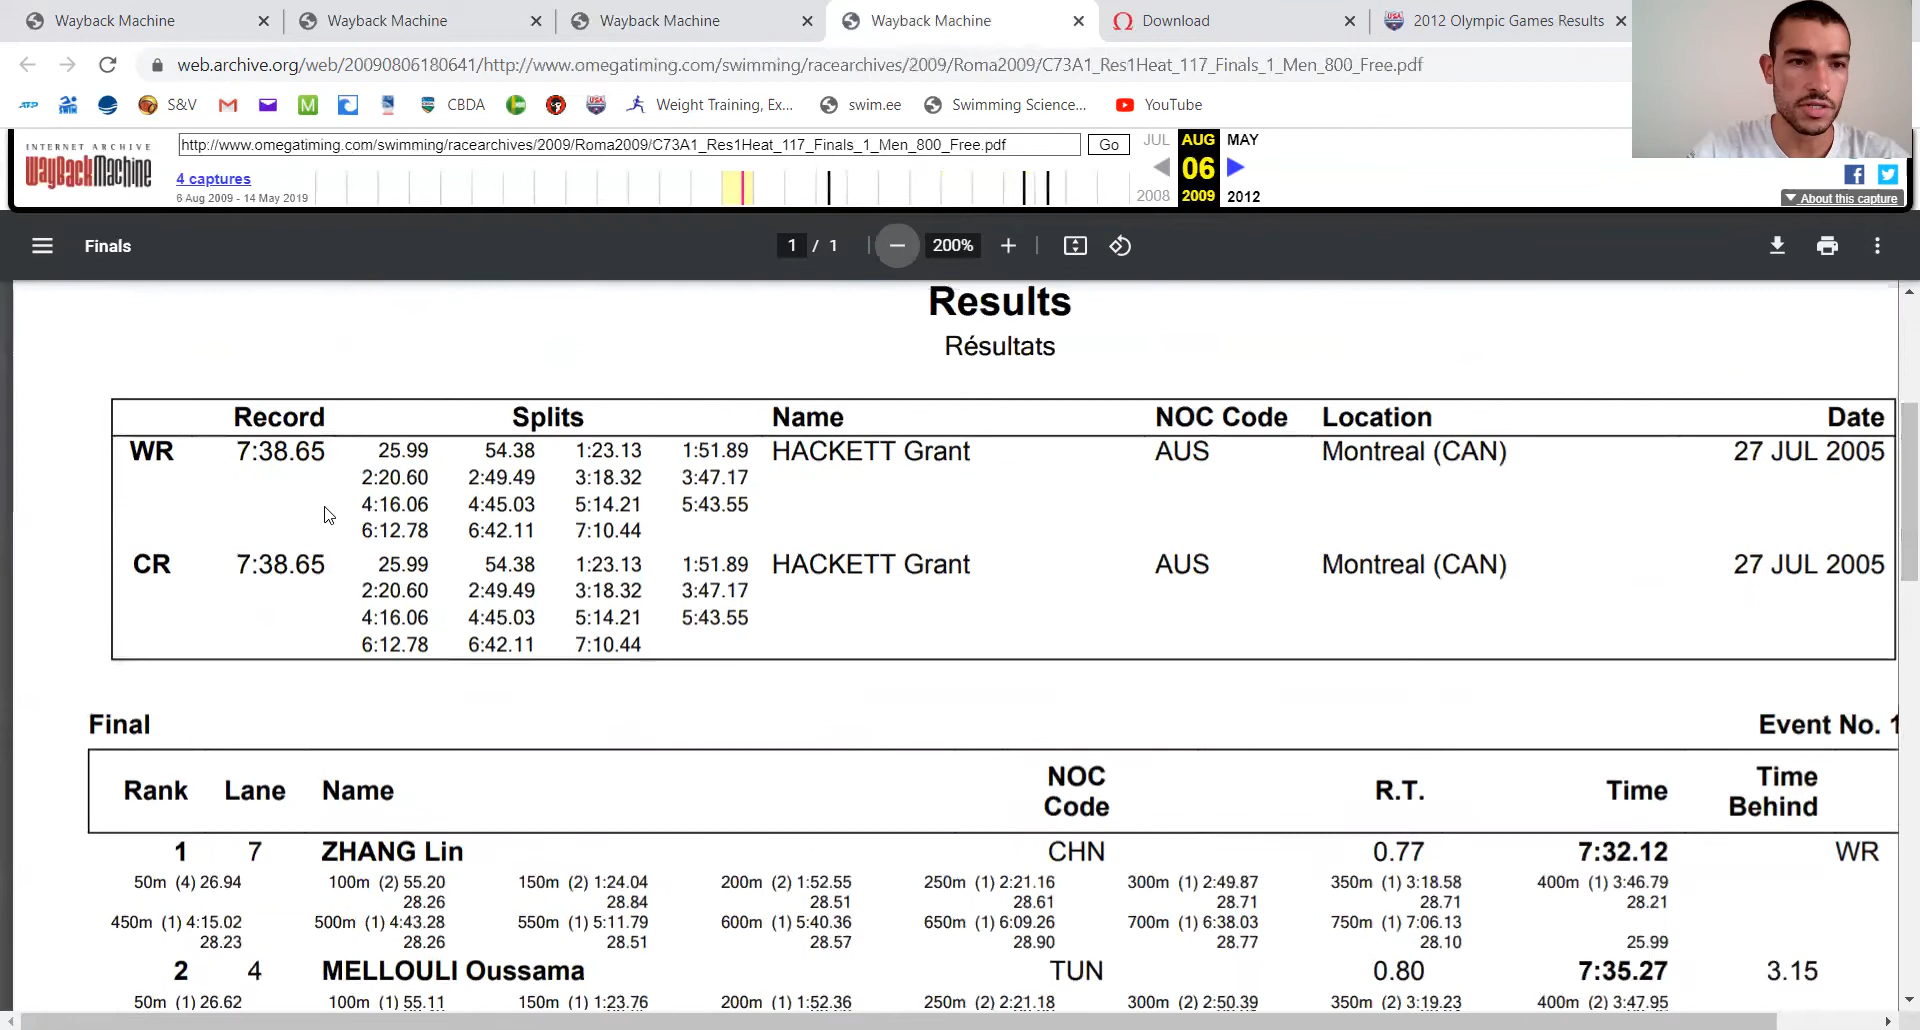 Wayback Machine
Wayback Machine
Wayback Machine
Wayback Machine
Download
2012 Olympic Games Results
web.archive.org/web/20090806180641/http://www.omegatiming.com/swimming/racearchives/2009/Roma2009/C73A1_Res1Heat_117_Finals_1_Men_800_Free.pdf
ATP
SWIM
S&V
M
CBDA
USA
Weight Training, Ex...
swim.ee
Swimming Science...
YouTube
INTERNET ARCHIVE
WayBackMachine
http://www.omegatiming.com/swimming/racearchives/2009/Roma2009/C73A1_Res1Heat_117_Finals_1_Men_800_Free.pdf
Go
JUL AUG MAY
06
2008 2009 2012
4 captures
6 Aug 2009 - 14 May 2019
About this capture
Finals
1 / 1
200%
Results
Résultats
Record Splits Name NOC Code Location Date
WR 7:38.65 25.99 54.38 1:23.13 1:51.89 HACKETT Grant AUS Montreal (CAN) 27 JUL 2005
2:20.60 2:49.49 3:18.32 3:47.17
4:16.06 4:45.03 5:14.21 5:43.55
6:12.78 6:42.11 7:10.44
CR 7:38.65 25.99 54.38 1:23.13 1:51.89 HACKETT Grant AUS Montreal (CAN) 27 JUL 2005
2:20.60 2:49.49 3:18.32 3:47.17
4:16.06 4:45.03 5:14.21 5:43.55
6:12.78 6:42.11 7:10.44
Final Event No. 1
Rank Lane Name NOC Code R.T. Time Time Behind
1 7 ZHANG Lin CHN 0.77 7:32.12 WR
50m (4) 26.94 100m (2) 55.20 150m (2) 1:24.04 200m (2) 1:52.55 250m (1) 2:21.16 300m (1) 2:49.87 350m (1) 3:18.58 400m (1) 3:46.79
28.26 28.84 28.51 28.61 28.71 28.71 28.21
450m (1) 4:15.02 500m (1) 4:43.28 550m (1) 5:11.79 600m (1) 5:40.36 650m (1) 6:09.26 700m (1) 6:38.03 750m (1) 7:06.13
28.23 28.26 28.51 28.57 28.90 28.77 28.10 25.99
2 4 MELLOULI Oussama TUN 0.80 7:35.27 3.15
50m (1) 26.62 100m (1) 55.11 150m (1) 1:23.76 200m (1) 1:52.36 250m (2) 2:21.18 300m (2) 2:50.39 350m (2) 3:19.23 400m (2) 3:47.95